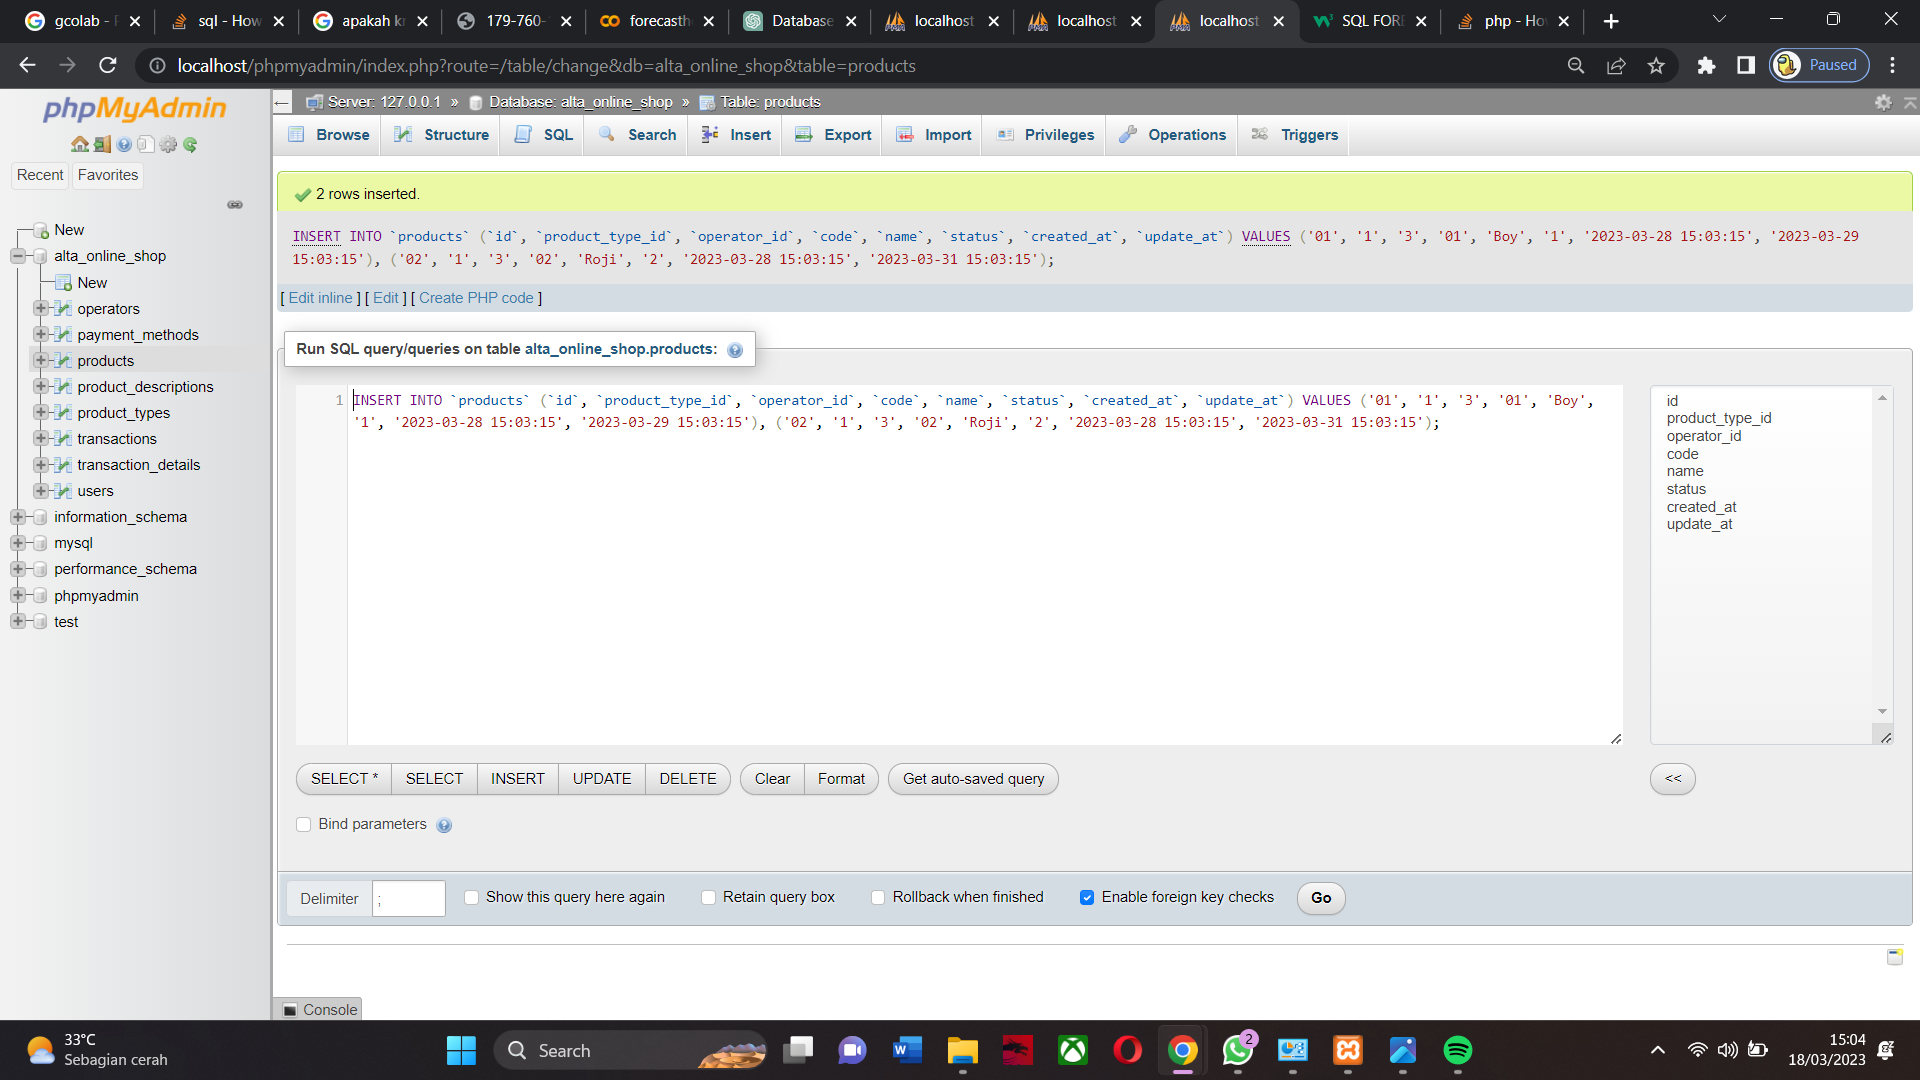 gcolab -
sql - How
apakah k
179-760-
forecasth
Database
localhost
localhost
localhost
SQL FOR
php - Ho
localhost/phpmyadmin/index.php?route=/table/change&db=alta_online_shop&table=products
Paused
phpMyAdmin
Recent
Favorites
New
alta_online_shop
New
operators
payment_methods
products
product_descriptions
product_types
transactions
transaction_details
users
information_schema
mysql
performance_schema
phpmyadmin
test
Server: 127.0.0.1 » Database: alta_online_shop » Table: products
Browse Structure SQL Search Insert Export Import Privileges Operations Triggers
2 rows inserted.
INSERT INTO `products` (`id`, `product_type_id`, `operator_id`, `code`, `name`, `status`, `created_at`, `update_at`) VALUES ('01', '1', '3', '01', 'Boy', '1', '2023-03-28 15:03:15', '2023-03-29
15:03:15'), ('02', '1', '3', '02', 'Roji', '2', '2023-03-28 15:03:15', '2023-03-31 15:03:15');
[ Edit inline ] [ Edit ] [ Create PHP code ]
Run SQL query/queries on table alta_online_shop.products:
1 INSERT INTO `products` (`id`, `product_type_id`, `operator_id`, `code`, `name`, `status`, `created_at`, `update_at`) VALUES ('01', '1', '3', '01', 'Boy',
'1', '2023-03-28 15:03:15', '2023-03-29 15:03:15'), ('02', '1', '3', '02', 'Roji', '2', '2023-03-28 15:03:15', '2023-03-31 15:03:15');
id
product_type_id
operator_id
code
name
status
created_at
update_at
SELECT * SELECT INSERT UPDATE DELETE Clear Format Get auto-saved query <<
Bind parameters
Delimiter ; Show this query here again Retain query box Rollback when finished Enable foreign key checks Go
Console
33°C
Sebagian cerah
Search
2
15:04
18/03/2023